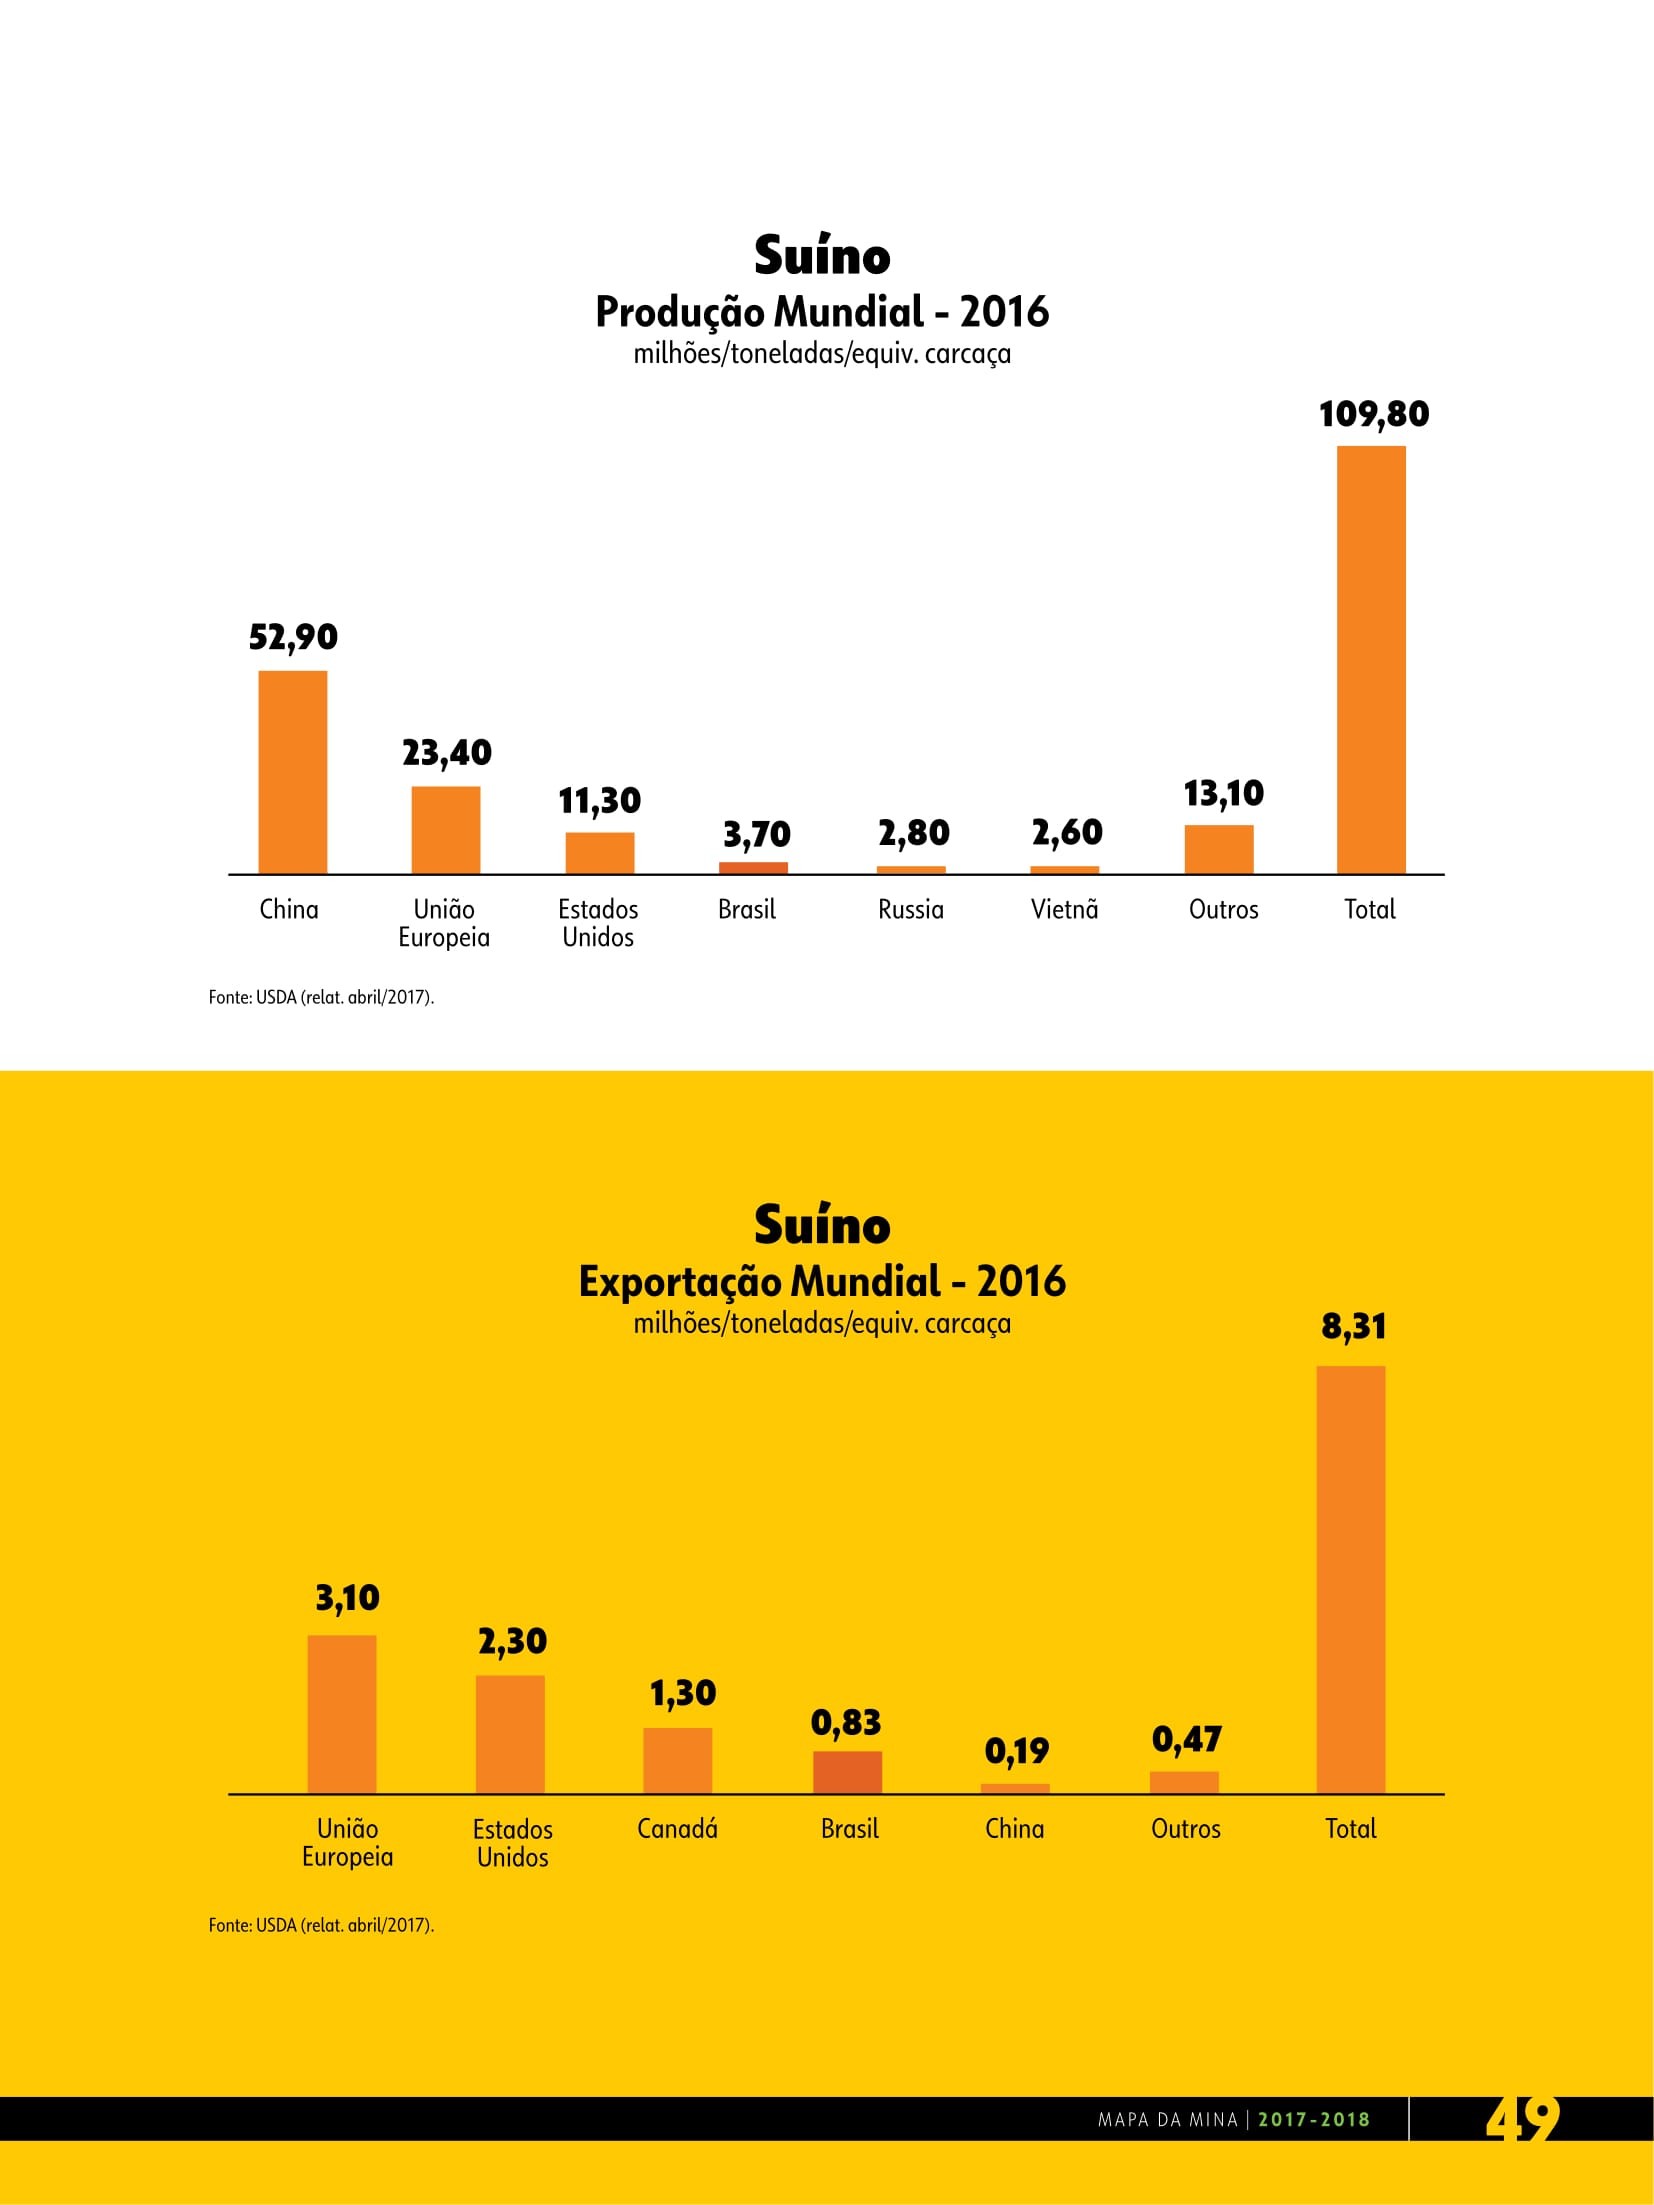 Suíno
Produção Mundial - 2016
milhões/toneladas/equiv. carcaça
109,80
52,90
23,40
11,30
3,70
2,80
2,60
13,10
China
União
Europeia
Estados
Unidos
Brasil
Russia
Vietnã
Outros
Total
Fonte: USDA (relat. abril/2017).
Suíno
Exportação Mundial - 2016
milhões/toneladas/equiv. carcaça
8,31
3,10
2,30
1,30
0,83
0,19
0,47
União
Europeia
Estados
Unidos
Canadá
Brasil
China
Outros
Total
Fonte: USDA (relat. abril/2017).
MAPA DA MINA | 2017-2018
49